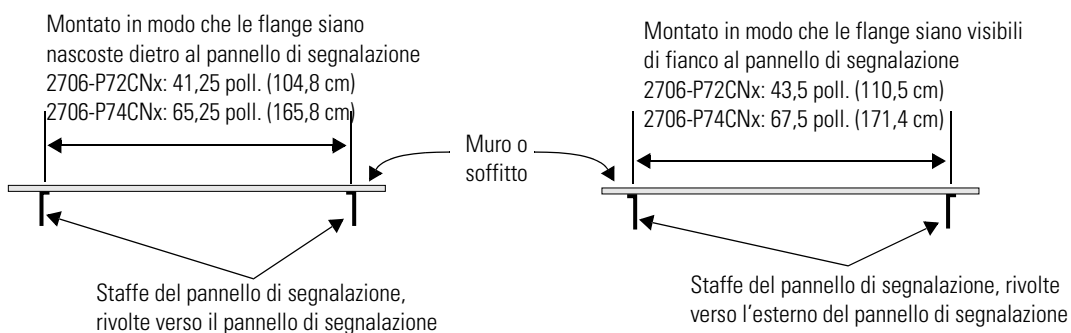 Montato in modo che le flange siano
nascoste dietro al pannello di segnalazione
2706-P72CNx: 41,25 poll. (104,8 cm)
2706-P74CNx: 65,25 poll. (165,8 cm)
Montato in modo che le flange siano visibili
di fianco al pannello di segnalazione
2706-P72CNx: 43,5 poll. (110,5 cm)
2706-P74CNx: 67,5 poll. (171,4 cm)
Muro o
soffitto
Staffe del pannello di segnalazione,
rivolte verso il pannello di segnalazione
Staffe del pannello di segnalazione, rivolte
verso l'esterno del pannello di segnalazione